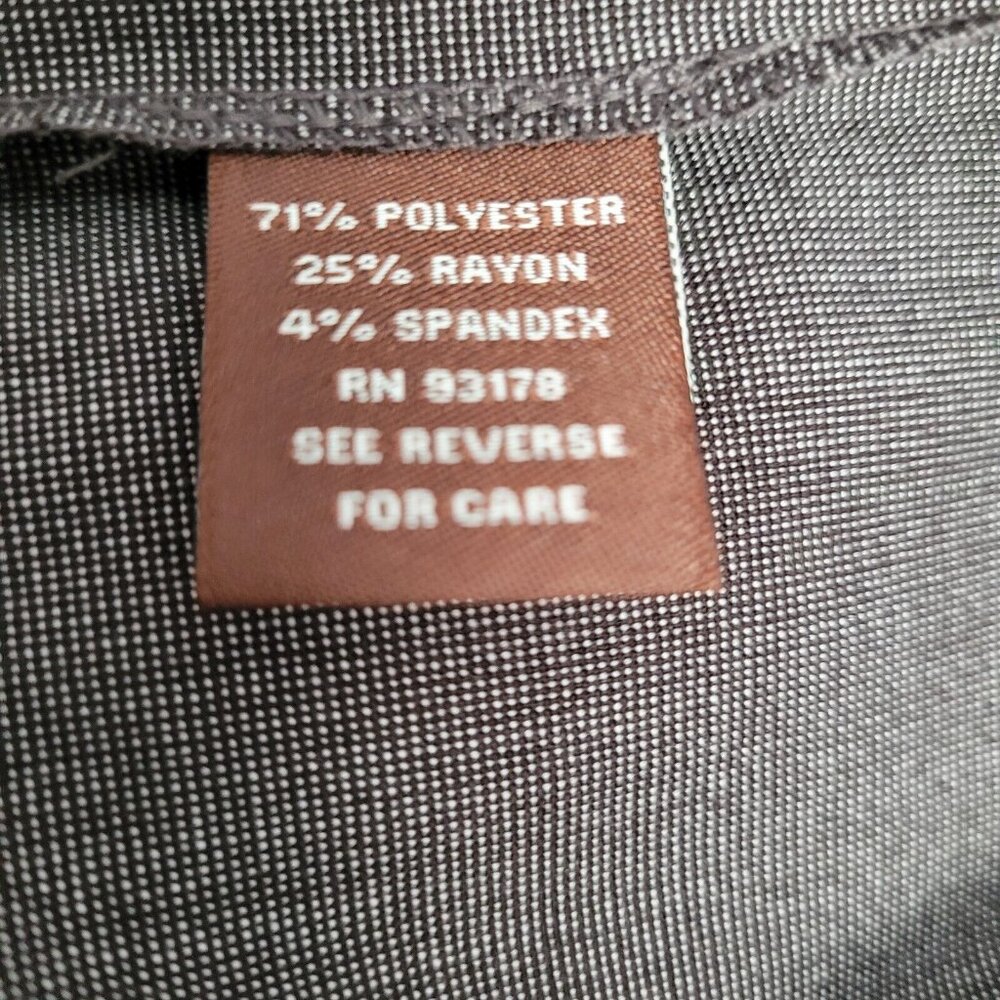 71% POLYESTER
25% RAYON
4% SPANDEX
RN 93178
SEE REVERSE
FOR CARE